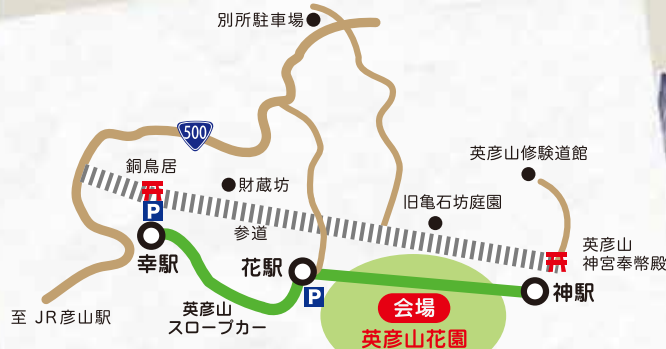 別所駐車場
500
銅鳥居
財蔵坊
英彦山修験道館
旧亀石坊庭園
参道
P
幸駅
花駅
英彦山
神宮奉幣殿
神駅
P
会場
英彦山花園
英彦山
スロープカー
至 JR彦山駅